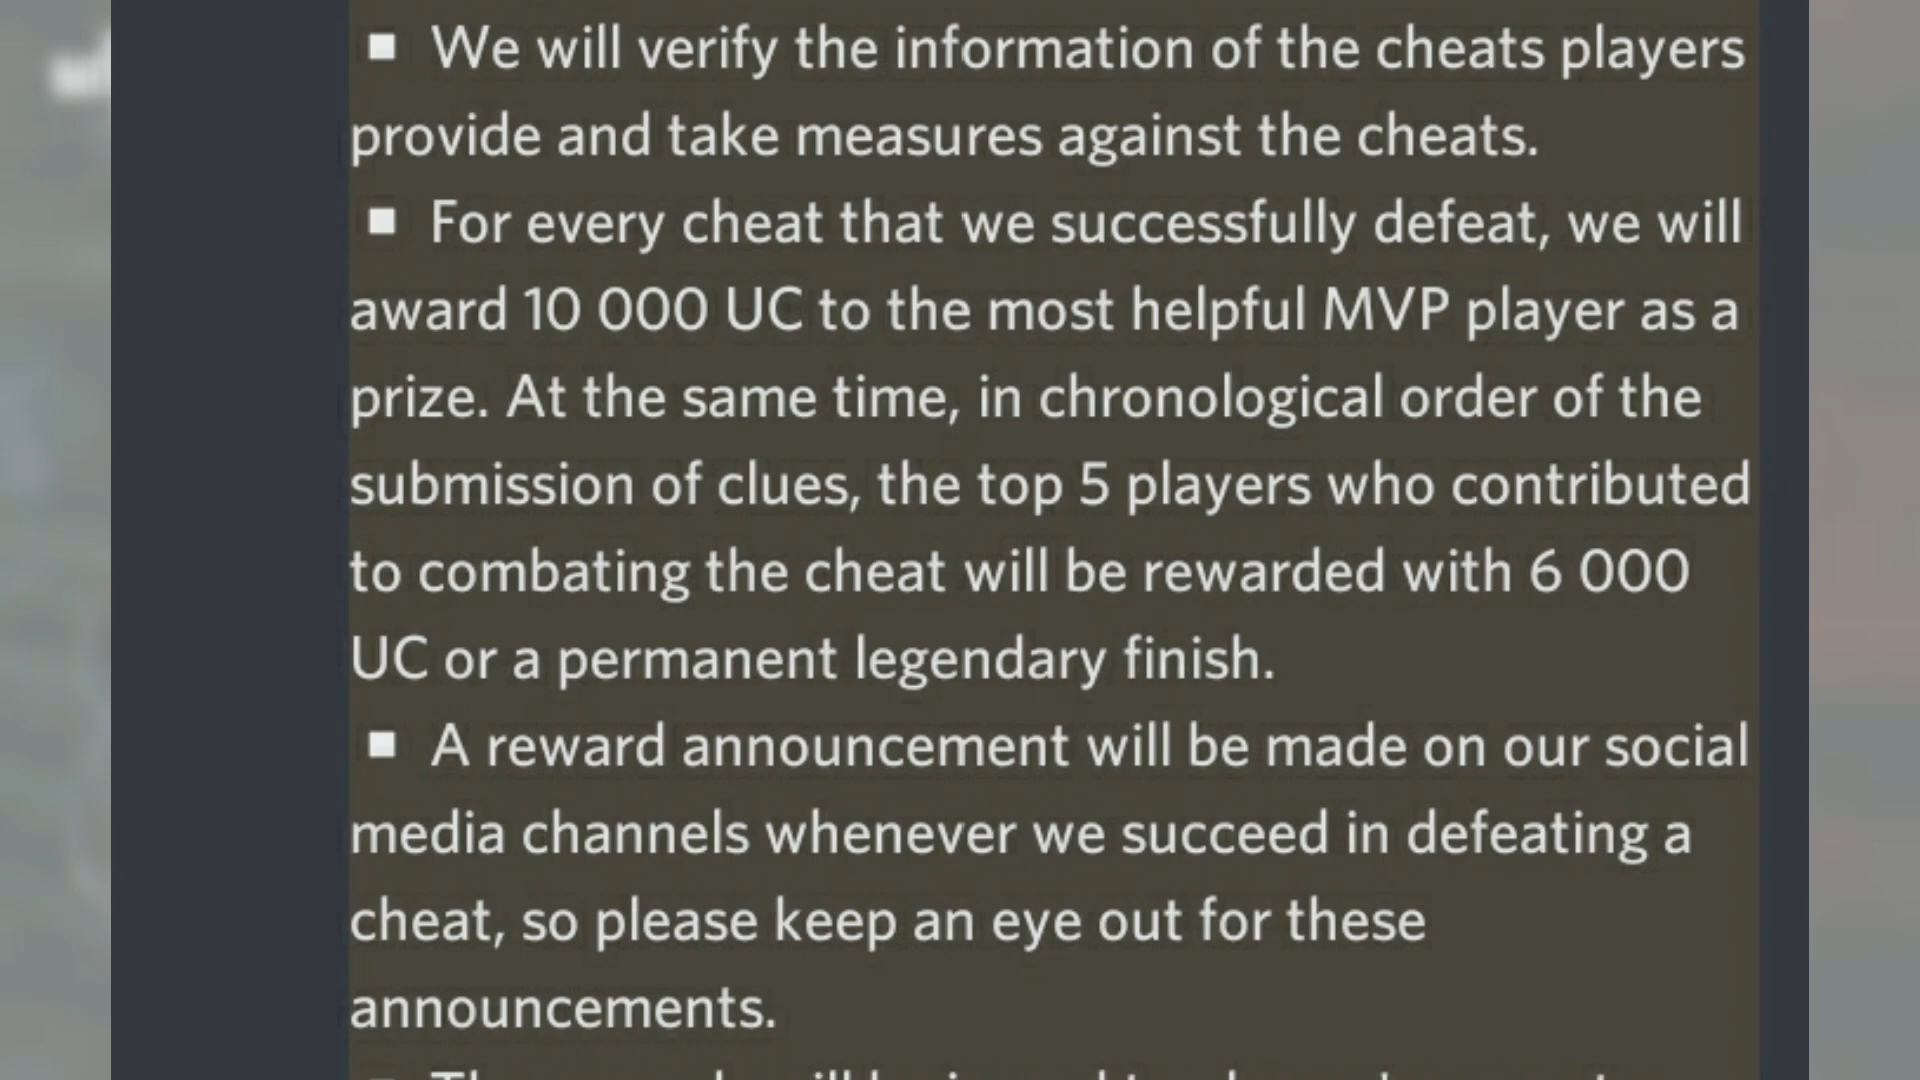 ▪ We will verify the information of the cheats players
provide and take measures against the cheats.
▪ For every cheat that we successfully defeat, we will
award 10 000 UC to the most helpful MVP player as a
prize. At the same time, in chronological order of the
submission of clues, the top 5 players who contributed
to combating the cheat will be rewarded with 6 000
UC or a permanent legendary finish.
▪ A reward announcement will be made on our social
media channels whenever we succeed in defeating a
cheat, so please keep an eye out for these
announcements.